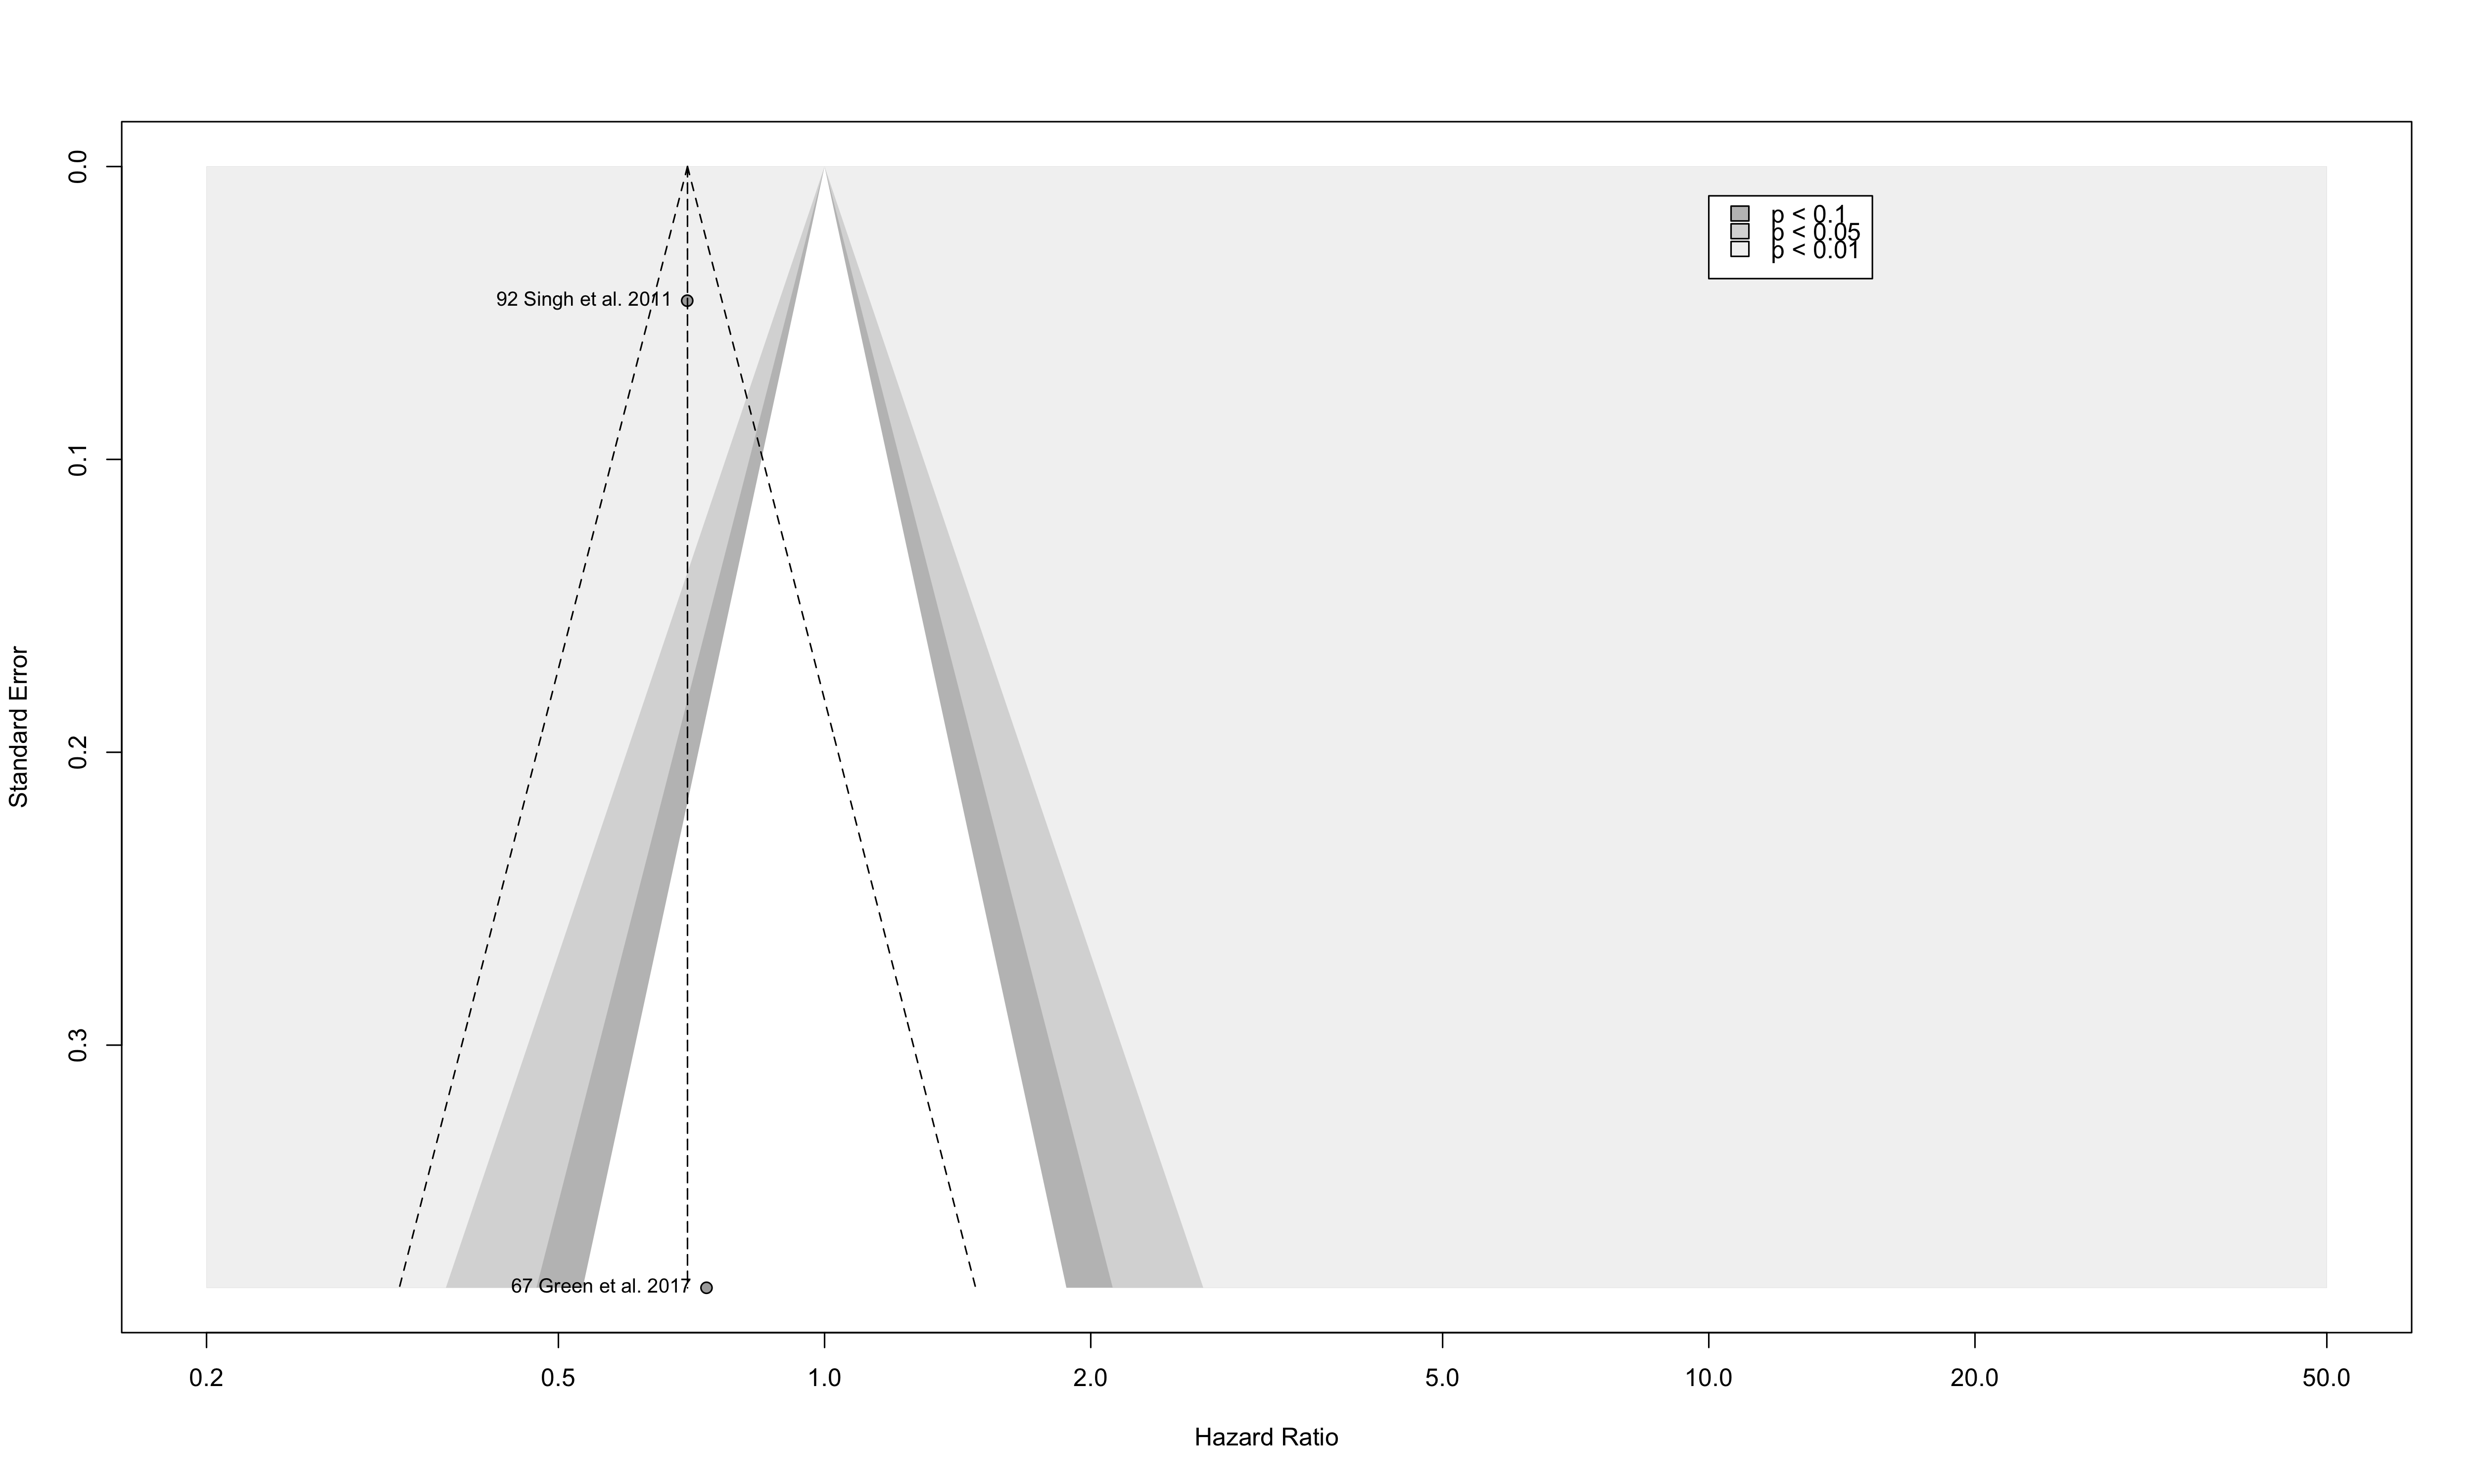 0.0
p < 0.1
p < 0.05
p < 0.01
92 Singh et al. 2011
0.1
Standard Error
0.2
0.3
67 Green et al. 2017
0.2 0.5 1.0 2.0 5.0 10.0 20.0 50.0
Hazard Ratio